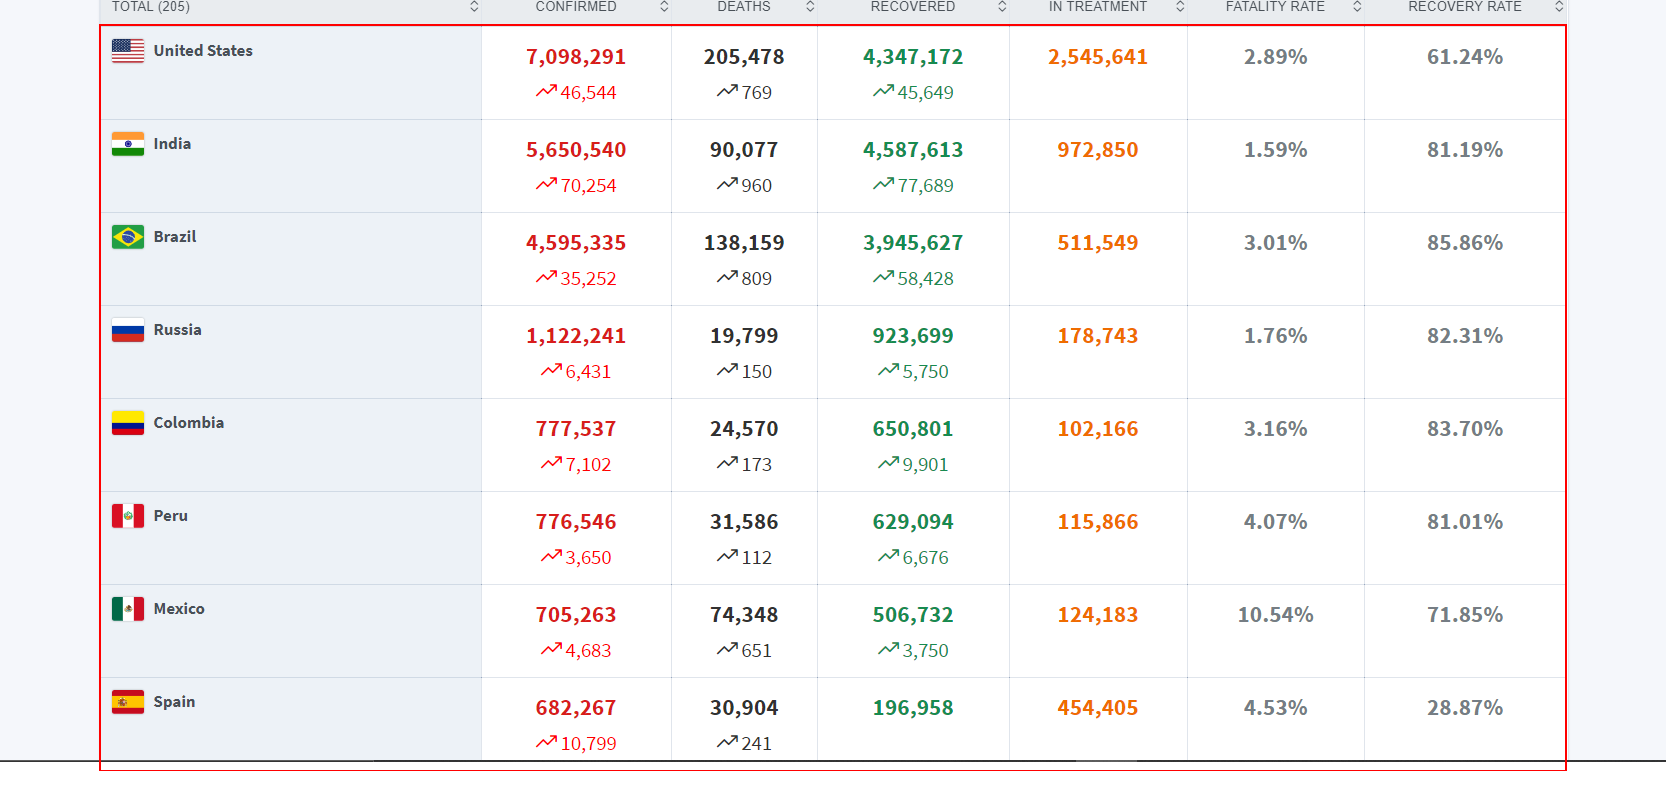 TOTAL (205) CONFIRMED DEATHS RECOVERED IN TREATMENT FATALITY RATE RECOVERY RATE
United States 7,098,291 205,478 4,347,172 2,545,641 2.89% 61.24%
46,544 769 45,649
India 5,650,540 90,077 4,587,613 972,850 1.59% 81.19%
70,254 960 77,689
Brazil 4,595,335 138,159 3,945,627 511,549 3.01% 85.86%
35,252 809 58,428
Russia 1,122,241 19,799 923,699 178,743 1.76% 82.31%
6,431 150 5,750
Colombia 777,537 24,570 650,801 102,166 3.16% 83.70%
7,102 173 9,901
Peru 776,546 31,586 629,094 115,866 4.07% 81.01%
3,650 112 6,676
Mexico 705,263 74,348 506,732 124,183 10.54% 71.85%
4,683 651 3,750
Spain 682,267 30,904 196,958 454,405 4.53% 28.87%
10,799 241